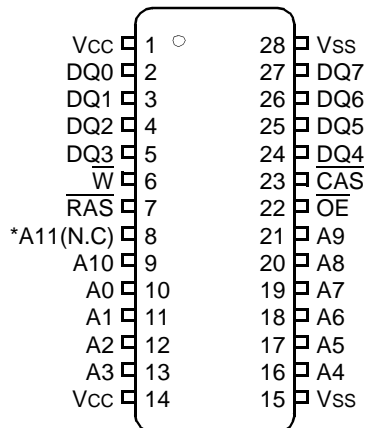 VCC 1 28 VSS
DQ0 2 27 DQ7
DQ1 3 26 DQ6
DQ2 4 25 DQ5
DQ3 5 24 DQ4
W 6 23 CAS
RAS 7 22 OE
*A11(N.C) 8 21 A9
A10 9 20 A8
A0 10 19 A7
A1 11 18 A6
A2 12 17 A5
A3 13 16 A4
VCC 14 15 VSS